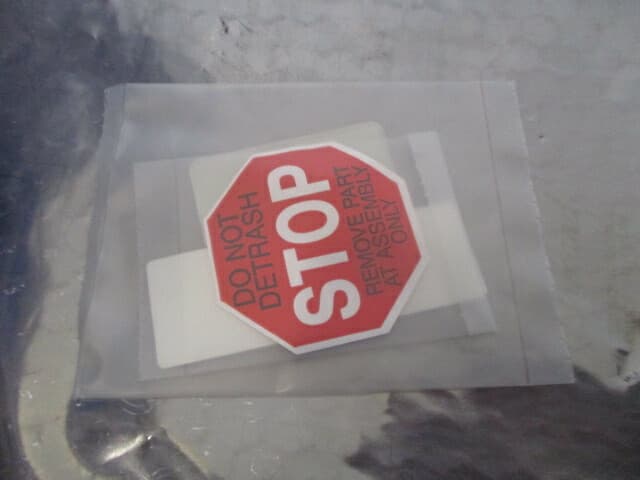 DO NOT
DETRASH
STOP
REMOVE PART
AT ASSEMBLY
ONLY